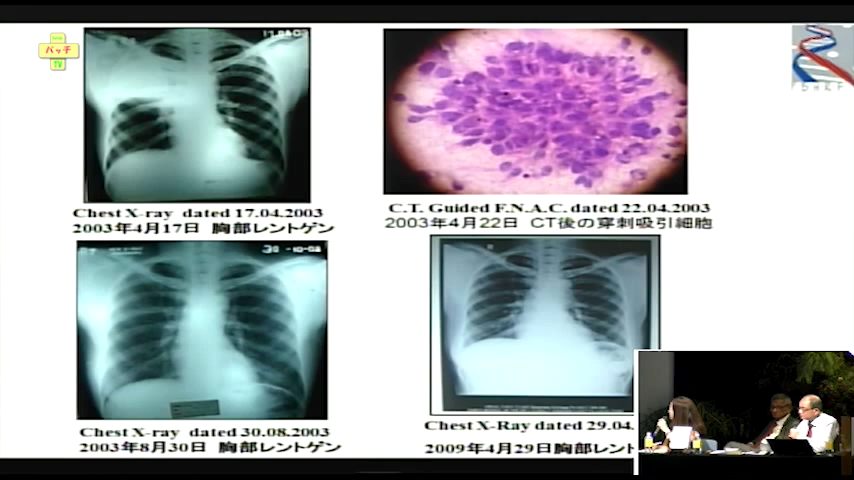 パッチ
TV
Chest X-ray dated 17.04.2003
2003年4月17日 胸部レントゲン
C.T. Guided F.N.A.C. dated 22.04.2003
2003年4月22日 CT後の穿刺吸引細胞
Chest X-ray dated 30.08.2003
2003年8月30日 胸部レントゲン
Chest X-Ray dated 29.04.
2009年4月29日胸部レント